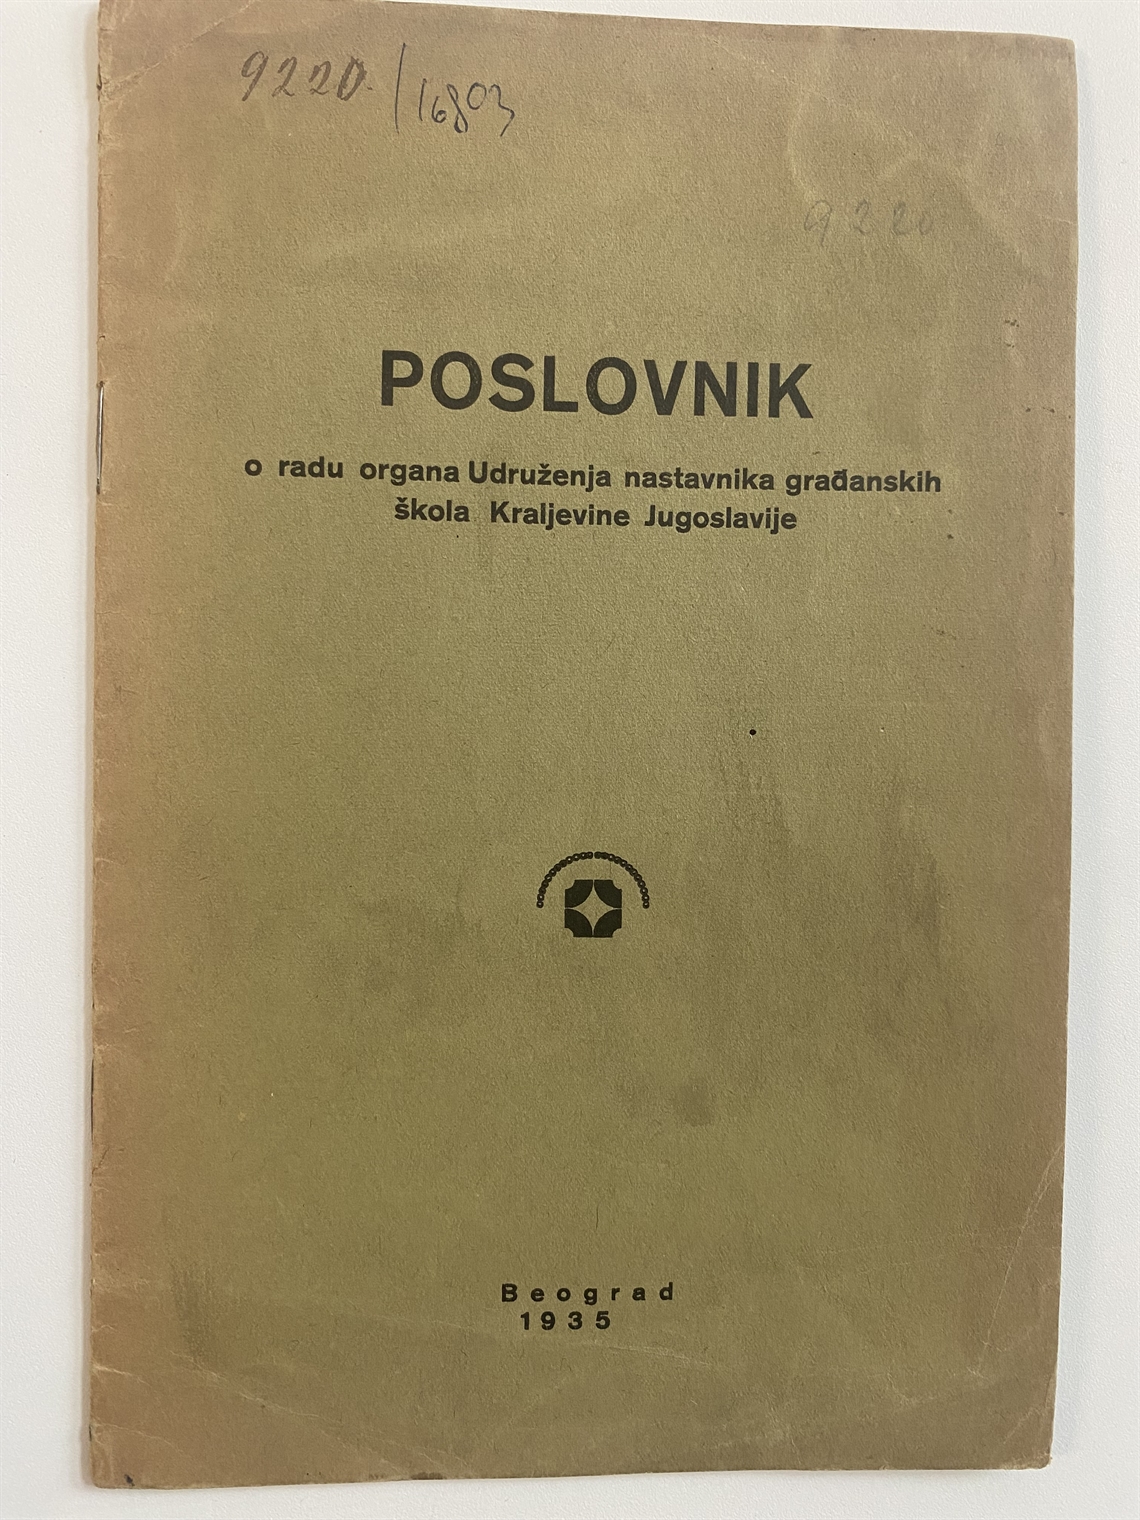 9220. / 16803
9220
POSLOVNIK
o radu organa Udruženja nastavnika građanskih
škola Kraljevine Jugoslavije
Beograd
1935